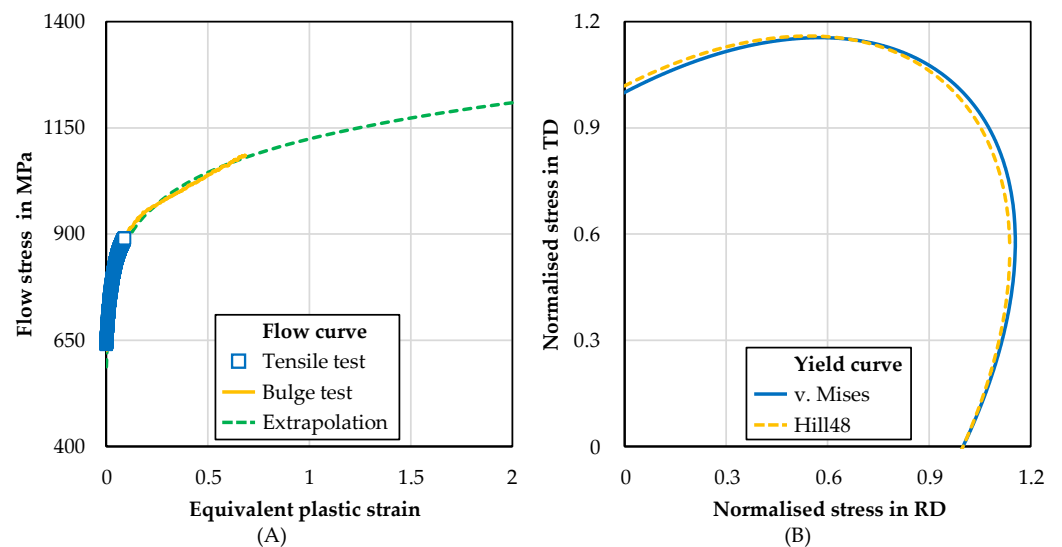 1400
1150
900
650
400
Flow stress in MPa
Flow curve
Tensile test
Bulge test
Extrapolation
0
0.5
1
1.5
2
Equivalent plastic strain
(A)
1.2
0.9
0.6
0.3
0
Normalised stress in TD
Yield curve
v. Mises
Hill48
0
0.3
0.6
0.9
1.2
Normalised stress in RD
(B)